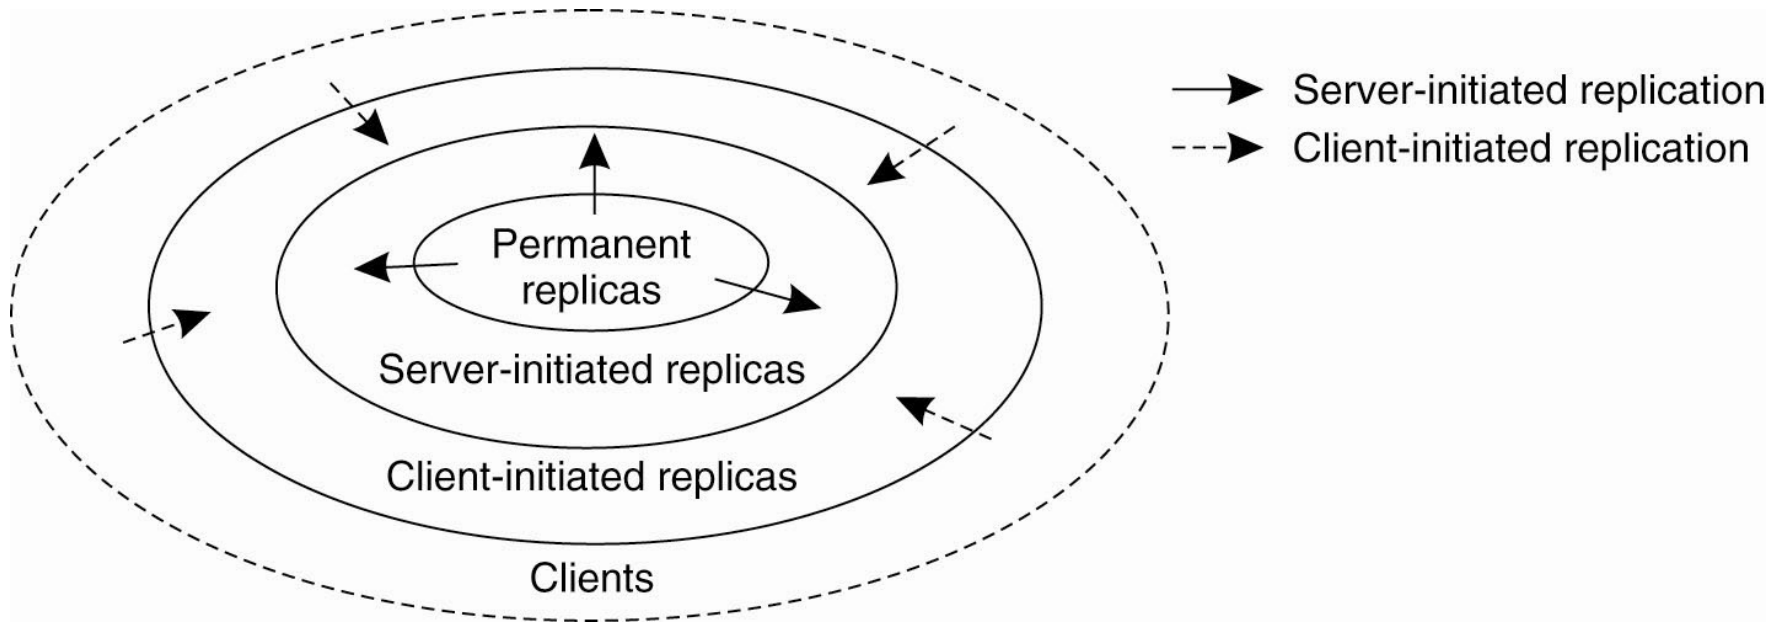 Server-initiated replication
Client-initiated replication
Permanent
replicas
Server-initiated replicas
Client-initiated replicas
Clients